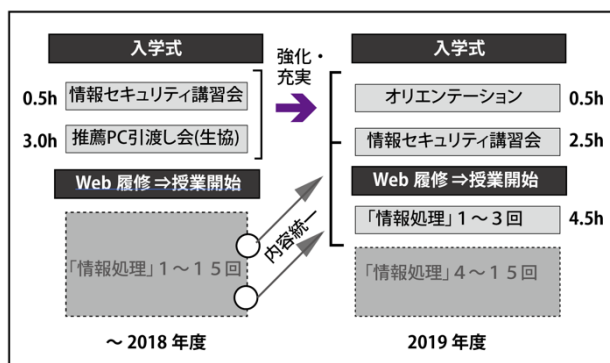 入学式
0.5h 情報セキュリティ講習会
3.0h 推薦PC引渡し会(生協)
Web 履修⇒授業開始
「情報処理」1～15回
～2018 年度
強化・
充実
内容統一
入学式
オリエンテーション 0.5h
情報セキュリティ講習会 2.5h
Web 履修⇒授業開始
「情報処理」1～3回 4.5h
「情報処理」4～15回
2019 年度